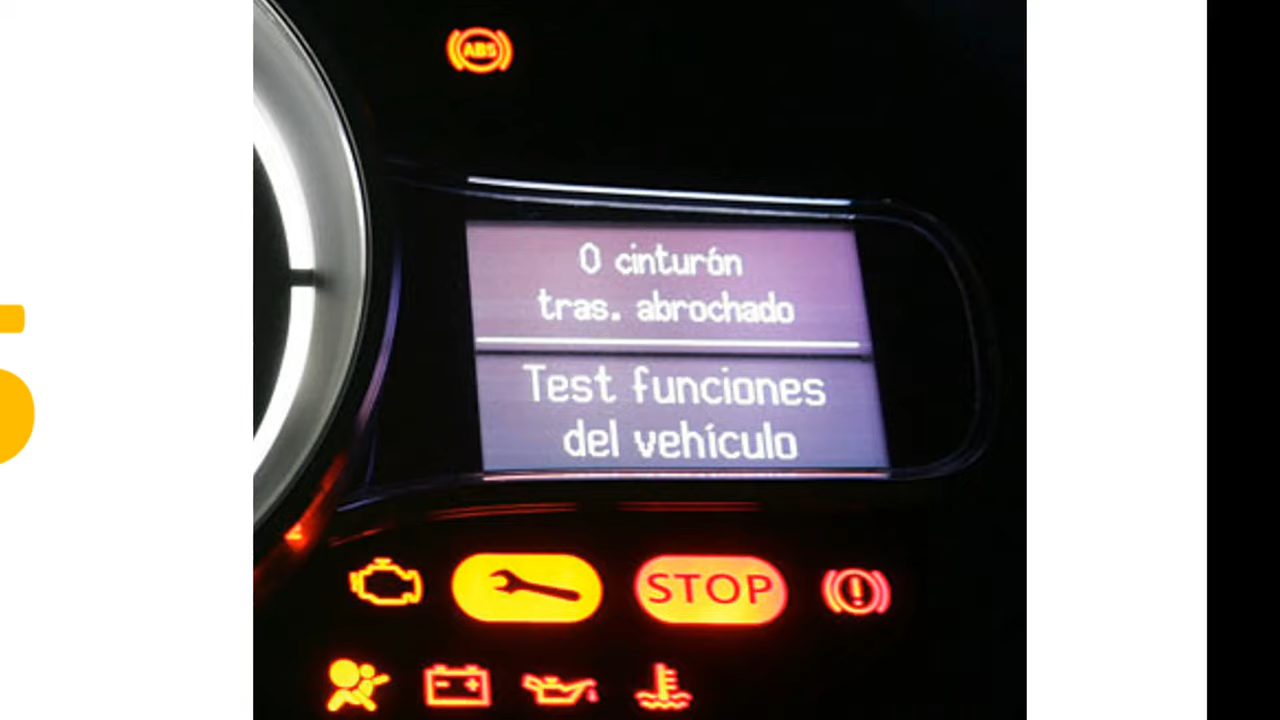 ABS
0 cinturón
tras. abrochado
Test funciones
del vehículo
STOP